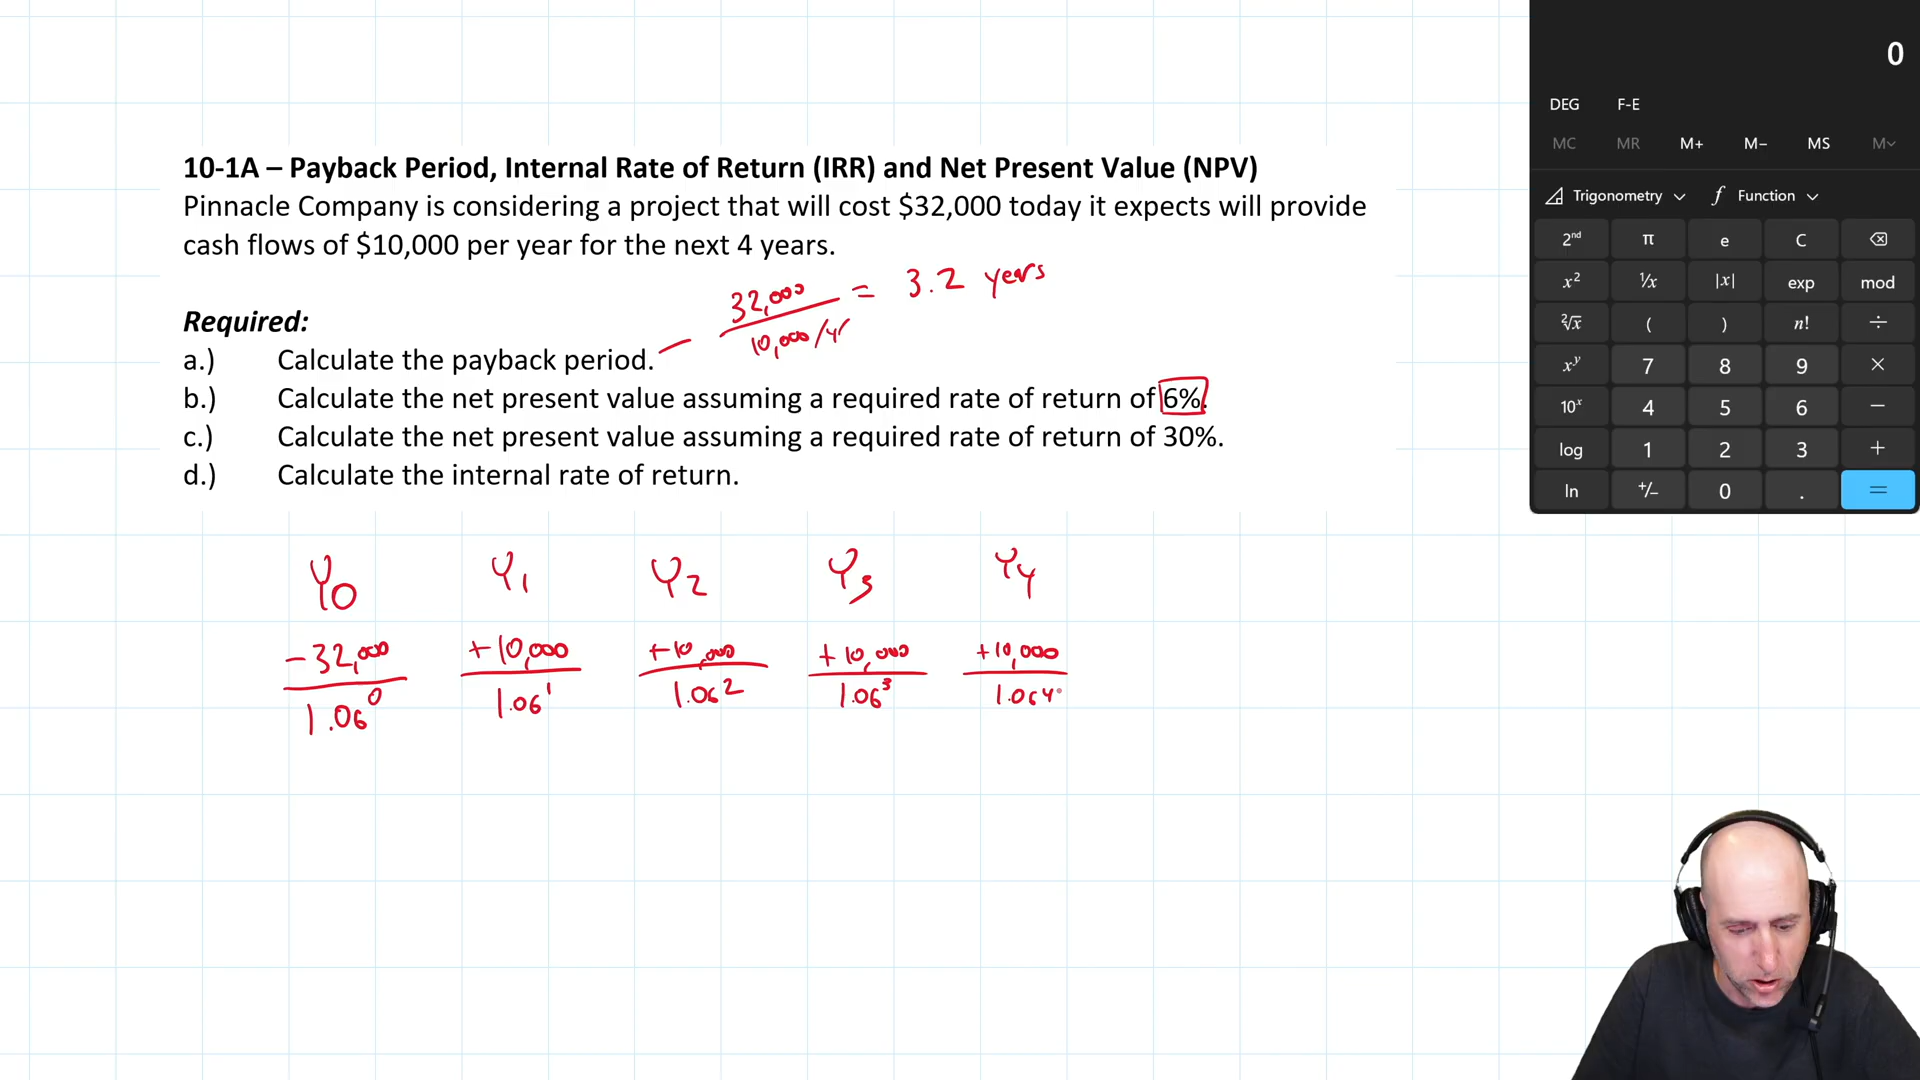 10-1A – Payback Period, Internal Rate of Return (IRR) and Net Present Value (NPV)
Pinnacle Company is considering a project that will cost $32,000 today it expects will provide
cash flows of $10,000 per year for the next 4 years.
32,000 = 3.2 years
10,000/yr
Required:
a.) Calculate the payback period.
b.) Calculate the net present value assuming a required rate of return of 6%.
c.) Calculate the net present value assuming a required rate of return of 30%.
d.) Calculate the internal rate of return.
Y0 Y1 Y2 Y3 Y4
-32,000 +10,000 +10,000 +10,000 +10,000
1.06^0 1.06^1 1.06^2 1.06^3 1.06^4
0
DEG F-E
MC MR M+ M− MS M˅
Trigonometry f Function
2nd π e C ⌫
x² ¹/x |x| exp mod
²√x ( ) n! ÷
xʸ 7 8 9 ×
10ˣ 4 5 6 −
log 1 2 3 +
ln +/− 0 . =